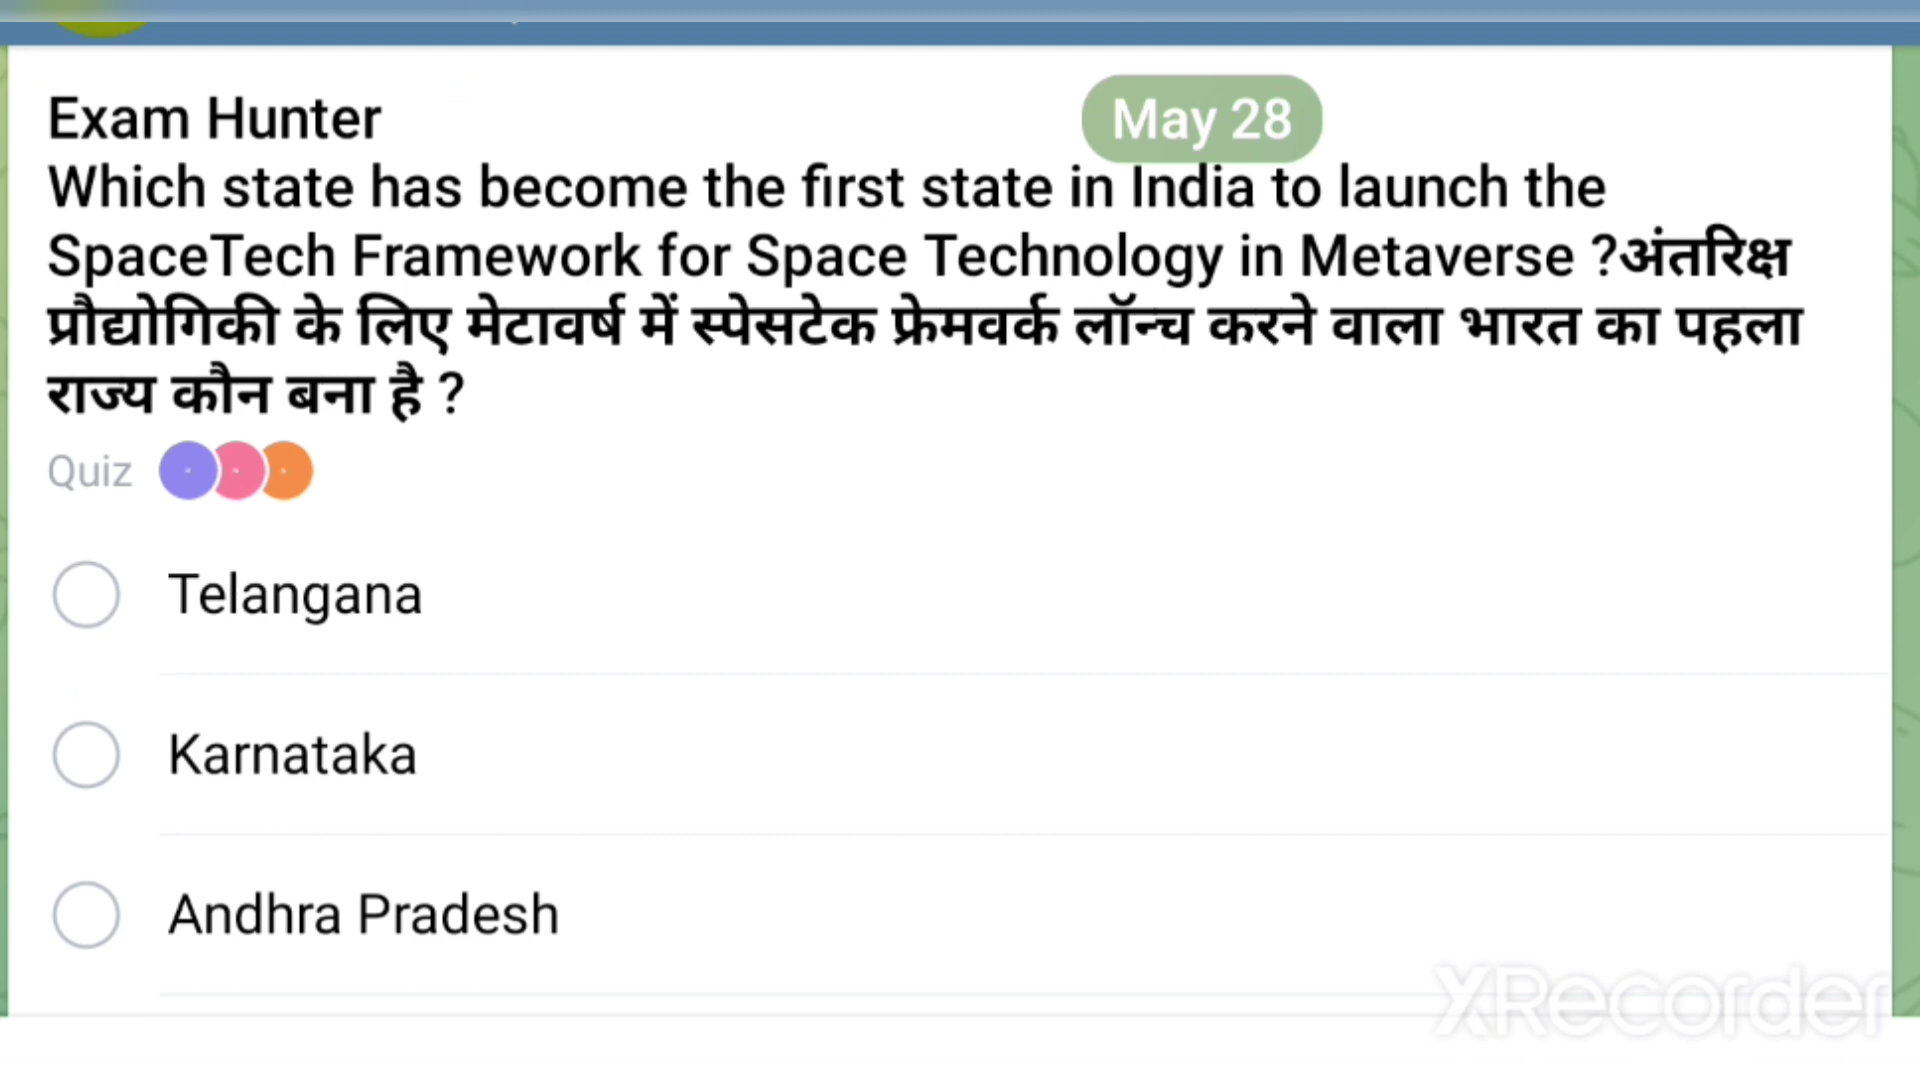 Exam Hunter
May 28
Which state has become the first state in India to launch the
SpaceTech Framework for Space Technology in Metaverse ?अंतरिक्ष
प्रौद्योगिकी के लिए मेटावर्ष में स्पेसटेक फ्रेमवर्क लॉन्च करने वाला भारत का पहला
राज्य कौन बना है ?
Quiz
Telangana
Karnataka
Andhra Pradesh
XRecorder